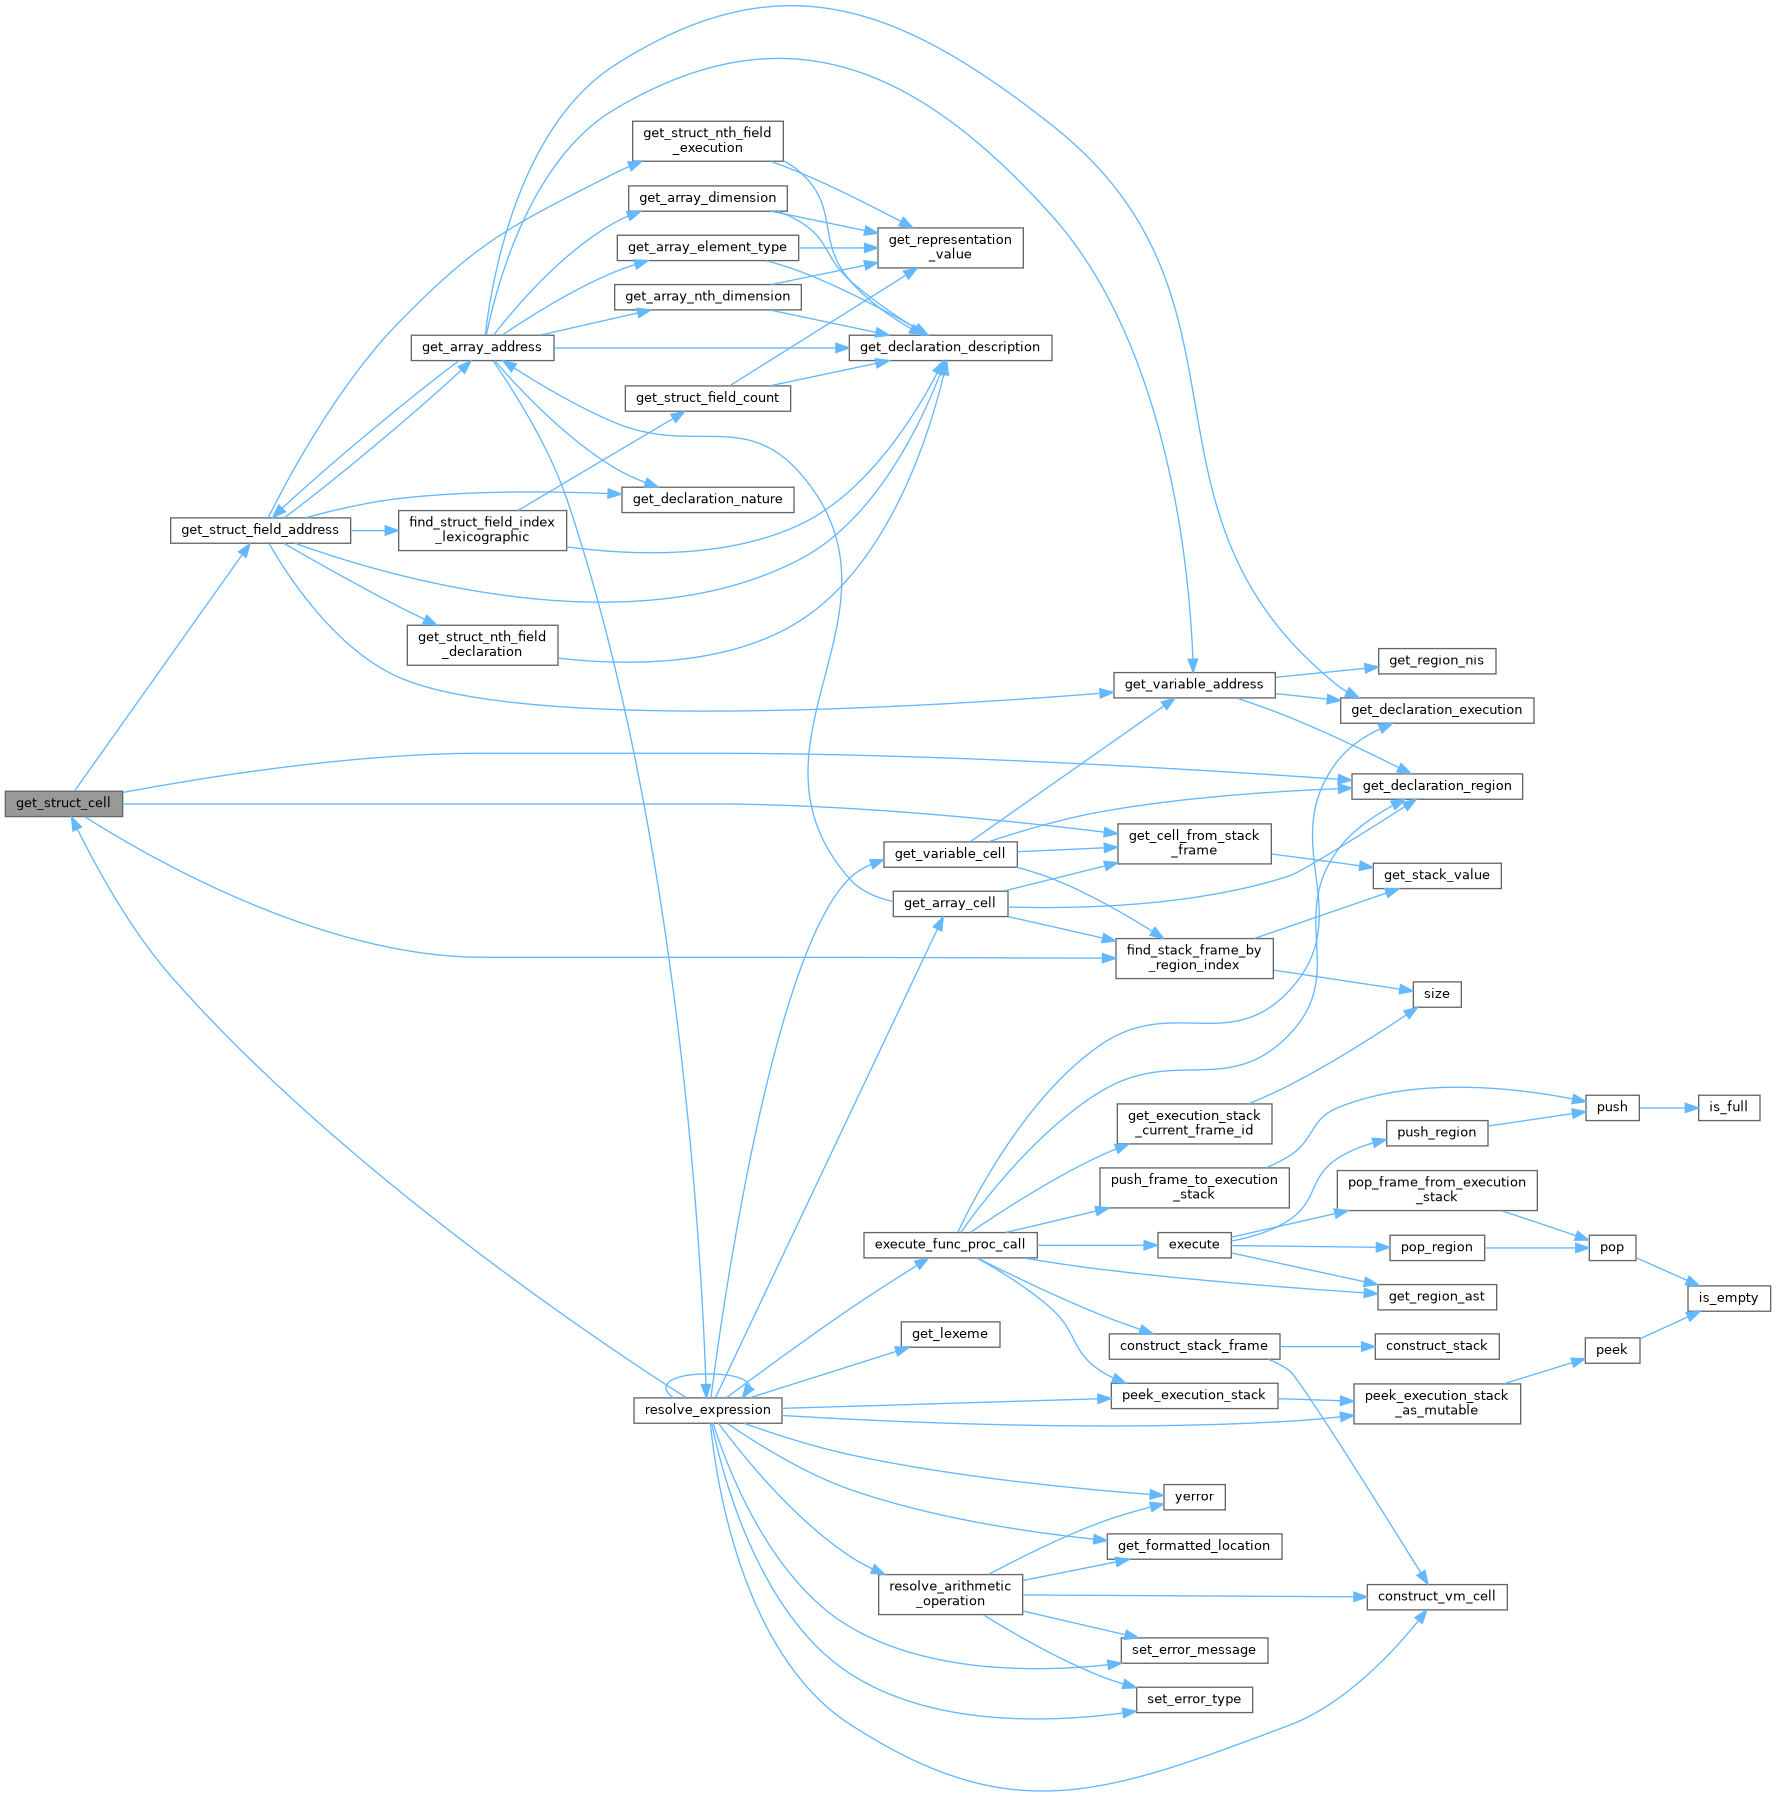 get_struct_nth_field
_execution
get_array_dimension
get_array_element_type
get_representation
_value
get_array_nth_dimension
get_array_address
get_declaration_description
get_struct_field_count
get_declaration_nature
get_struct_field_address
find_struct_field_index
_lexicographic
get_struct_nth_field
_declaration
get_region_nis
get_variable_address
get_declaration_execution
get_struct_cell
get_declaration_region
get_cell_from_stack
_frame
get_variable_cell
get_stack_value
get_array_cell
find_stack_frame_by
_region_index
size
get_execution_stack
_current_frame_id
push
is_full
push_region
push_frame_to_execution
_stack
pop_frame_from_execution
_stack
execute_func_proc_call
execute
pop_region
pop
get_region_ast
is_empty
get_lexeme
construct_stack_frame
construct_stack
peek
peek_execution_stack
peek_execution_stack
_as_mutable
resolve_expression
yerror
get_formatted_location
resolve_arithmetic
_operation
construct_vm_cell
set_error_message
set_error_type